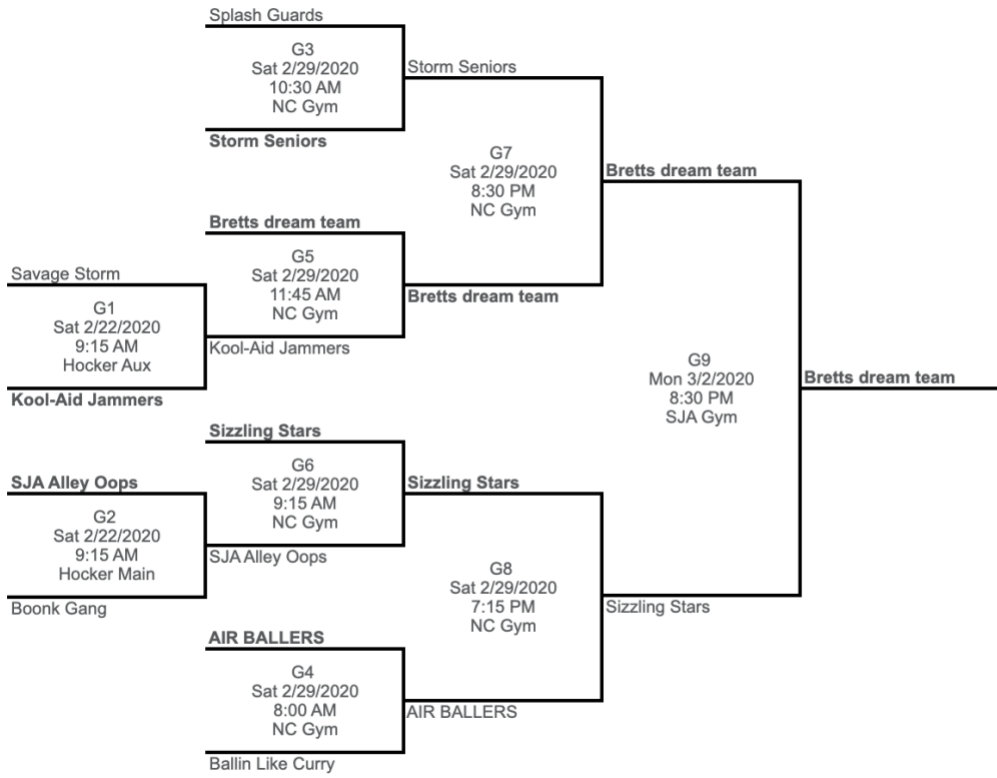 Splash Guards
G3
Sat 2/29/2020
10:30 AM
NC Gym
Storm Seniors
Storm Seniors
G7
Sat 2/29/2020
8:30 PM
NC Gym
Bretts dream team
Bretts dream team
G5
Sat 2/29/2020
11:45 AM
NC Gym
Bretts dream team
Savage Storm
G1
Sat 2/22/2020
9:15 AM
Hocker Aux
Kool-Aid Jammers
Kool-Aid Jammers
G9
Mon 3/2/2020
8:30 PM
SJA Gym
Bretts dream team
Sizzling Stars
G6
Sat 2/29/2020
9:15 AM
NC Gym
Sizzling Stars
SJA Alley Oops
G2
Sat 2/22/2020
9:15 AM
Hocker Main
Boonk Gang
SJA Alley Oops
G8
Sat 2/29/2020
7:15 PM
NC Gym
Sizzling Stars
AIR BALLERS
G4
Sat 2/29/2020
8:00 AM
NC Gym
AIR BALLERS
Ballin Like Curry